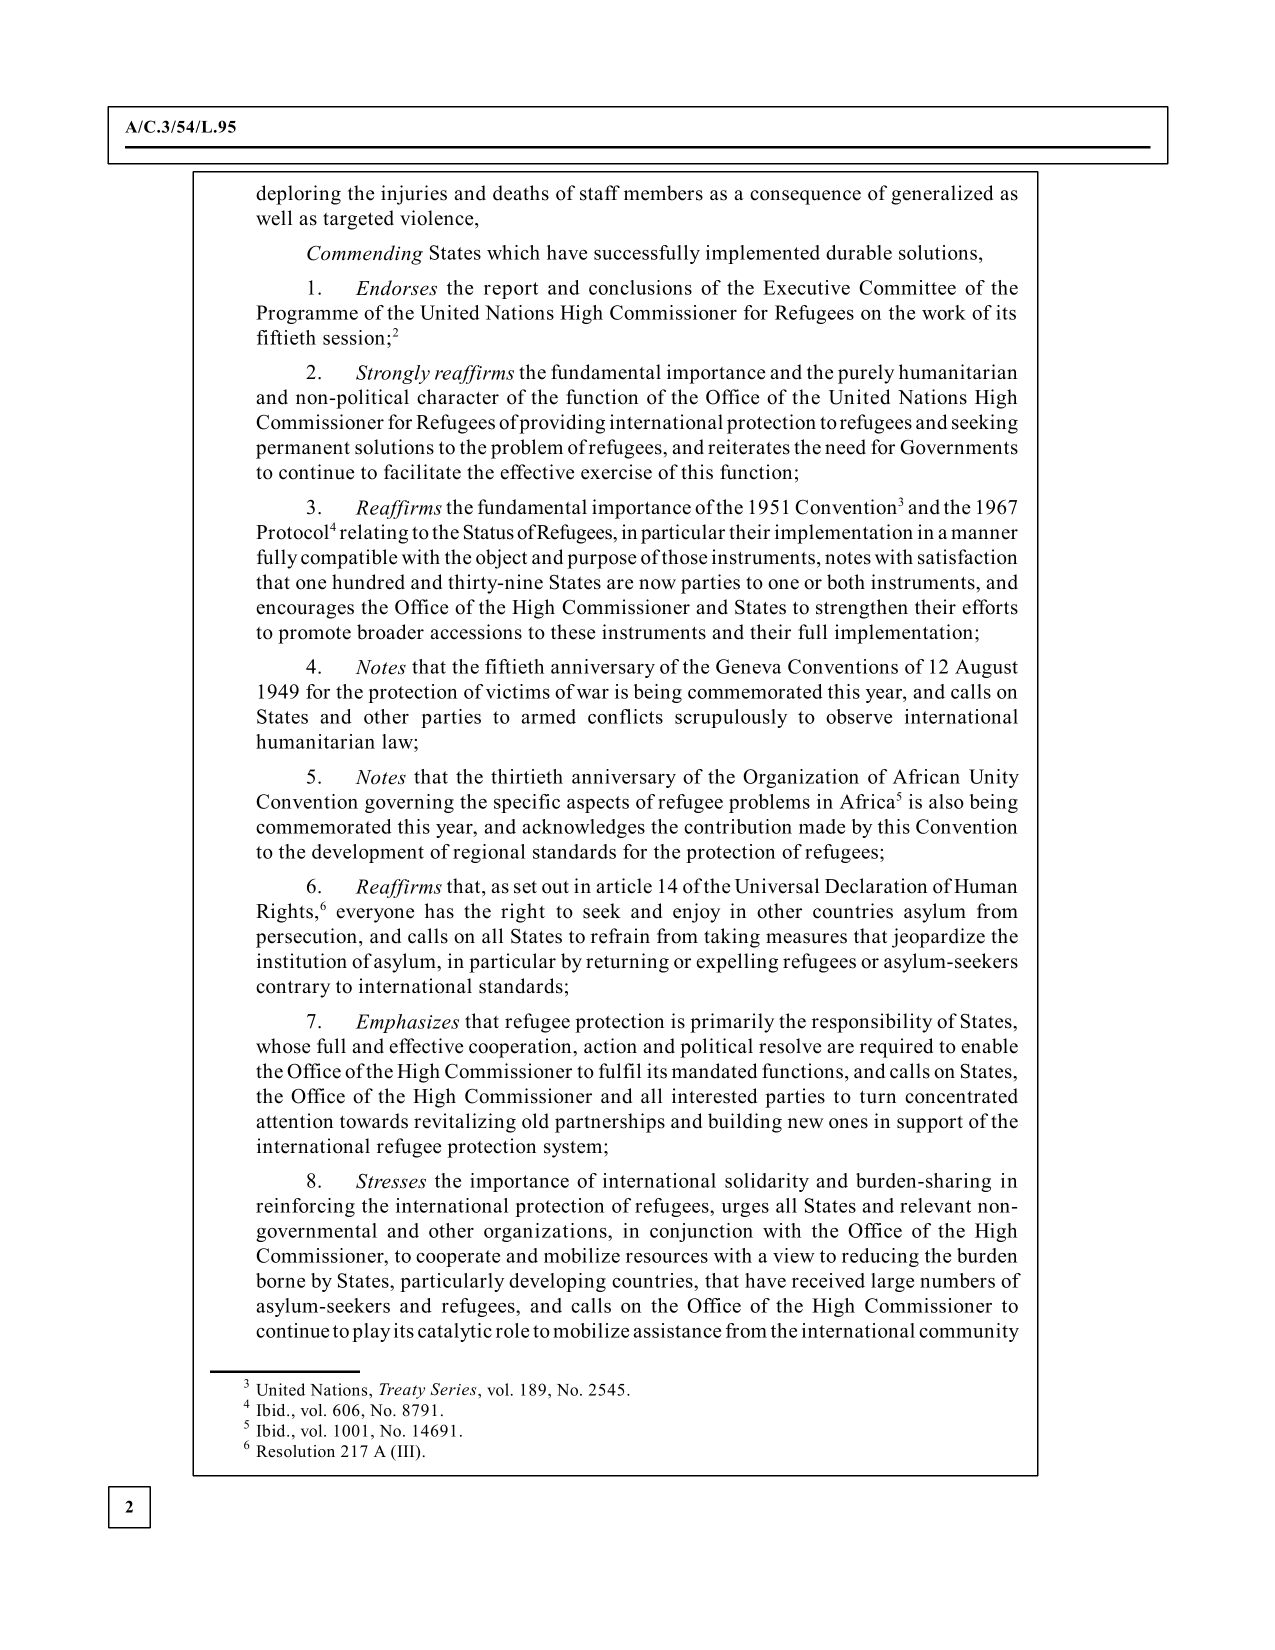 A/C.3/54/L.95
deploring the injuries and deaths of staff members as a consequence of generalized as
well as targeted violence,
Commending States which have successfully implemented durable solutions,
1. Endorses the report and conclusions of the Executive Committee of the
Programme of the United Nations High Commissioner for Refugees on the work of its
fiftieth session;2
2. Strongly reaffirms the fundamental importance and the purely humanitarian
and non-political character of the function of the Office of the United Nations High
Commissioner for Refugees of providing international protection to refugees and seeking
permanent solutions to the problem of refugees, and reiterates the need for Governments
to continue to facilitate the effective exercise of this function;
3. Reaffirms the fundamental importance of the 1951 Convention3 and the 1967
Protocol4 relating to the Status of Refugees, in particular their implementation in a manner
fully compatible with the object and purpose of those instruments, notes with satisfaction
that one hundred and thirty-nine States are now parties to one or both instruments, and
encourages the Office of the High Commissioner and States to strengthen their efforts
to promote broader accessions to these instruments and their full implementation;
4. Notes that the fiftieth anniversary of the Geneva Conventions of 12 August
1949 for the protection of victims of war is being commemorated this year, and calls on
States and other parties to armed conflicts scrupulously to observe international
humanitarian law;
5. Notes that the thirtieth anniversary of the Organization of African Unity
Convention governing the specific aspects of refugee problems in Africa5 is also being
commemorated this year, and acknowledges the contribution made by this Convention
to the development of regional standards for the protection of refugees;
6. Reaffirms that, as set out in article 14 of the Universal Declaration of Human
Rights,6 everyone has the right to seek and enjoy in other countries asylum from
persecution, and calls on all States to refrain from taking measures that jeopardize the
institution of asylum, in particular by returning or expelling refugees or asylum-seekers
contrary to international standards;
7. Emphasizes that refugee protection is primarily the responsibility of States,
whose full and effective cooperation, action and political resolve are required to enable
the Office of the High Commissioner to fulfil its mandated functions, and calls on States,
the Office of the High Commissioner and all interested parties to turn concentrated
attention towards revitalizing old partnerships and building new ones in support of the
international refugee protection system;
8. Stresses the importance of international solidarity and burden-sharing in
reinforcing the international protection of refugees, urges all States and relevant non-
governmental and other organizations, in conjunction with the Office of the High
Commissioner, to cooperate and mobilize resources with a view to reducing the burden
borne by States, particularly developing countries, that have received large numbers of
asylum-seekers and refugees, and calls on the Office of the High Commissioner to
continue to play its catalytic role to mobilize assistance from the international community
3 United Nations, Treaty Series, vol. 189, No. 2545.
4 Ibid., vol. 606, No. 8791.
5 Ibid., vol. 1001, No. 14691.
6 Resolution 217 A (III).
2